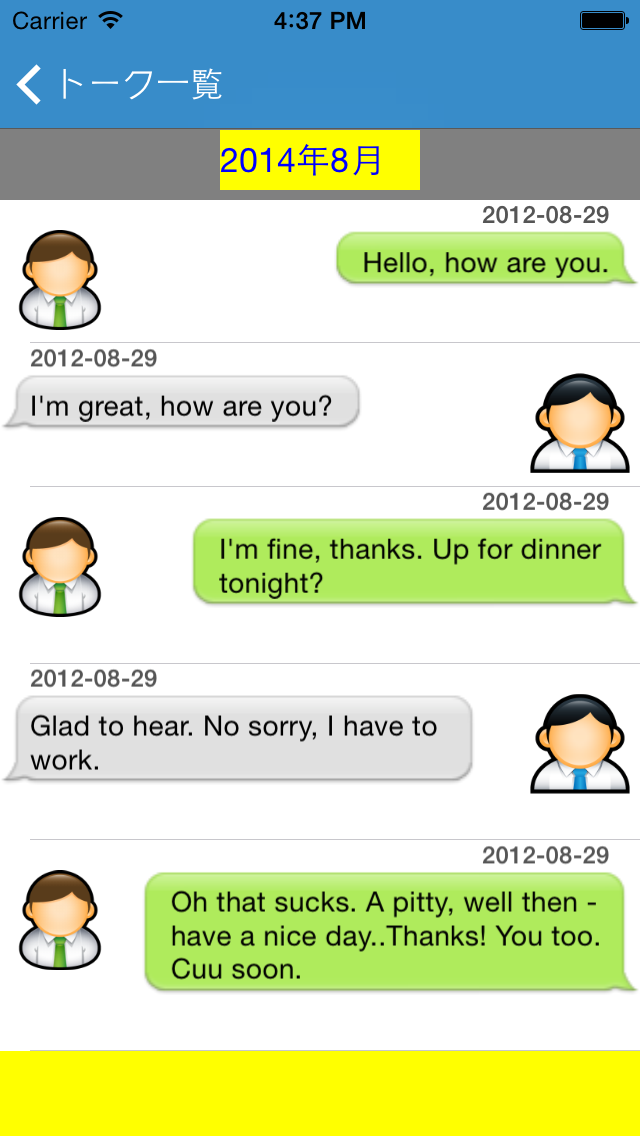 Carrier 4:37 PM
トーク一覧
2014年8月
2012-08-29
Hello, how are you.
2012-08-29
I'm great, how are you?
2012-08-29
I'm fine, thanks. Up for dinner
tonight?
2012-08-29
Glad to hear. No sorry, I have to
work.
2012-08-29
Oh that sucks. A pitty, well then -
have a nice day..Thanks! You too.
Cuu soon.